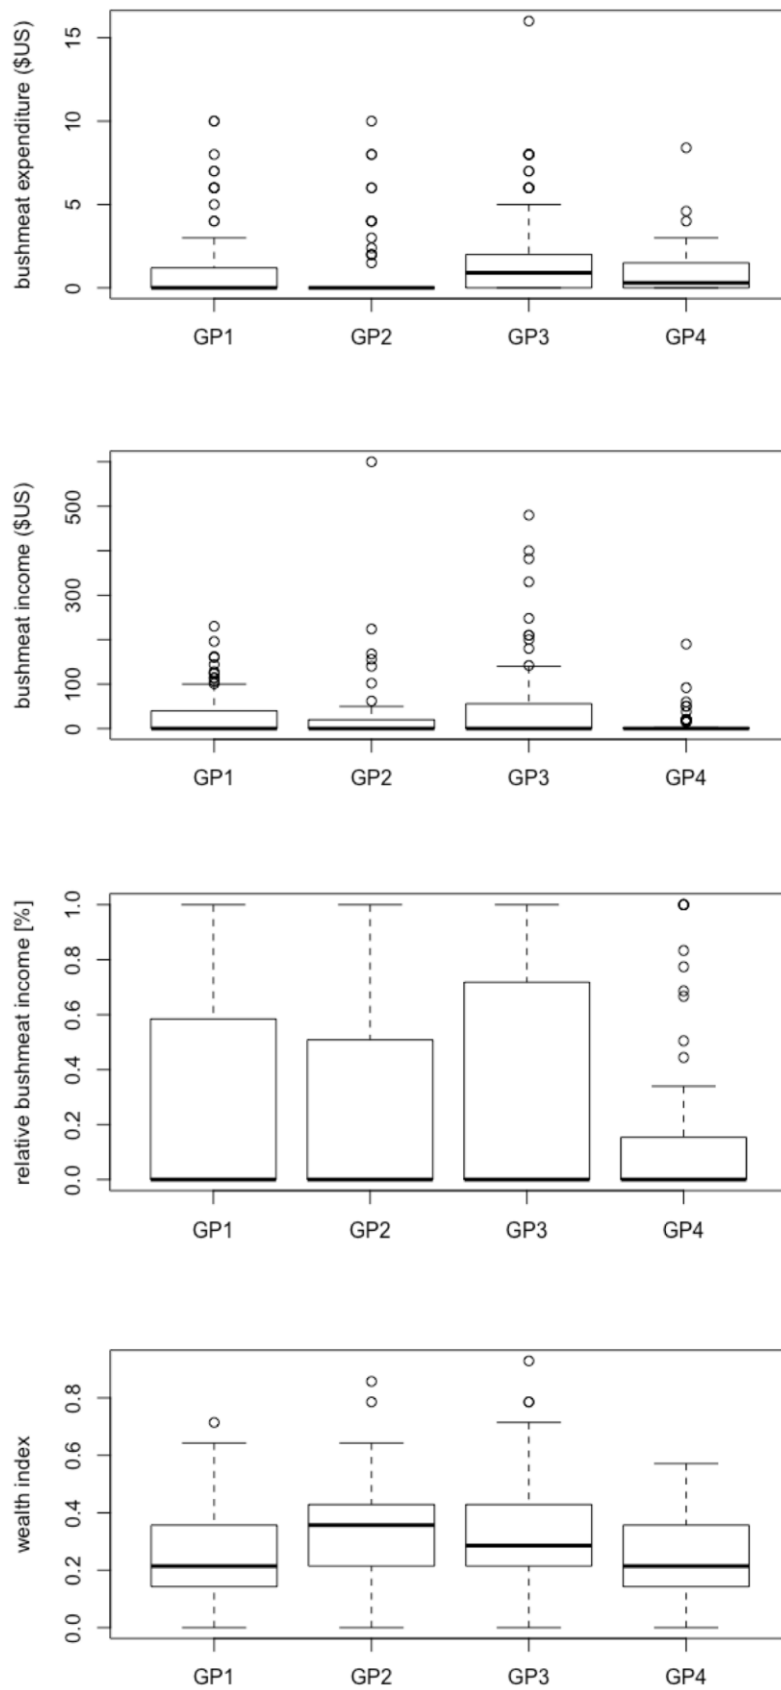 bushmeat expenditure ($US)
15
10
5
0
GP1 GP2 GP3 GP4
bushmeat income ($US)
500
300
100
0
GP1 GP2 GP3 GP4
relative bushmeat income [%]
1.0
0.8
0.6
0.4
0.2
0.0
GP1 GP2 GP3 GP4
wealth index
0.8
0.6
0.4
0.2
0.0
GP1 GP2 GP3 GP4